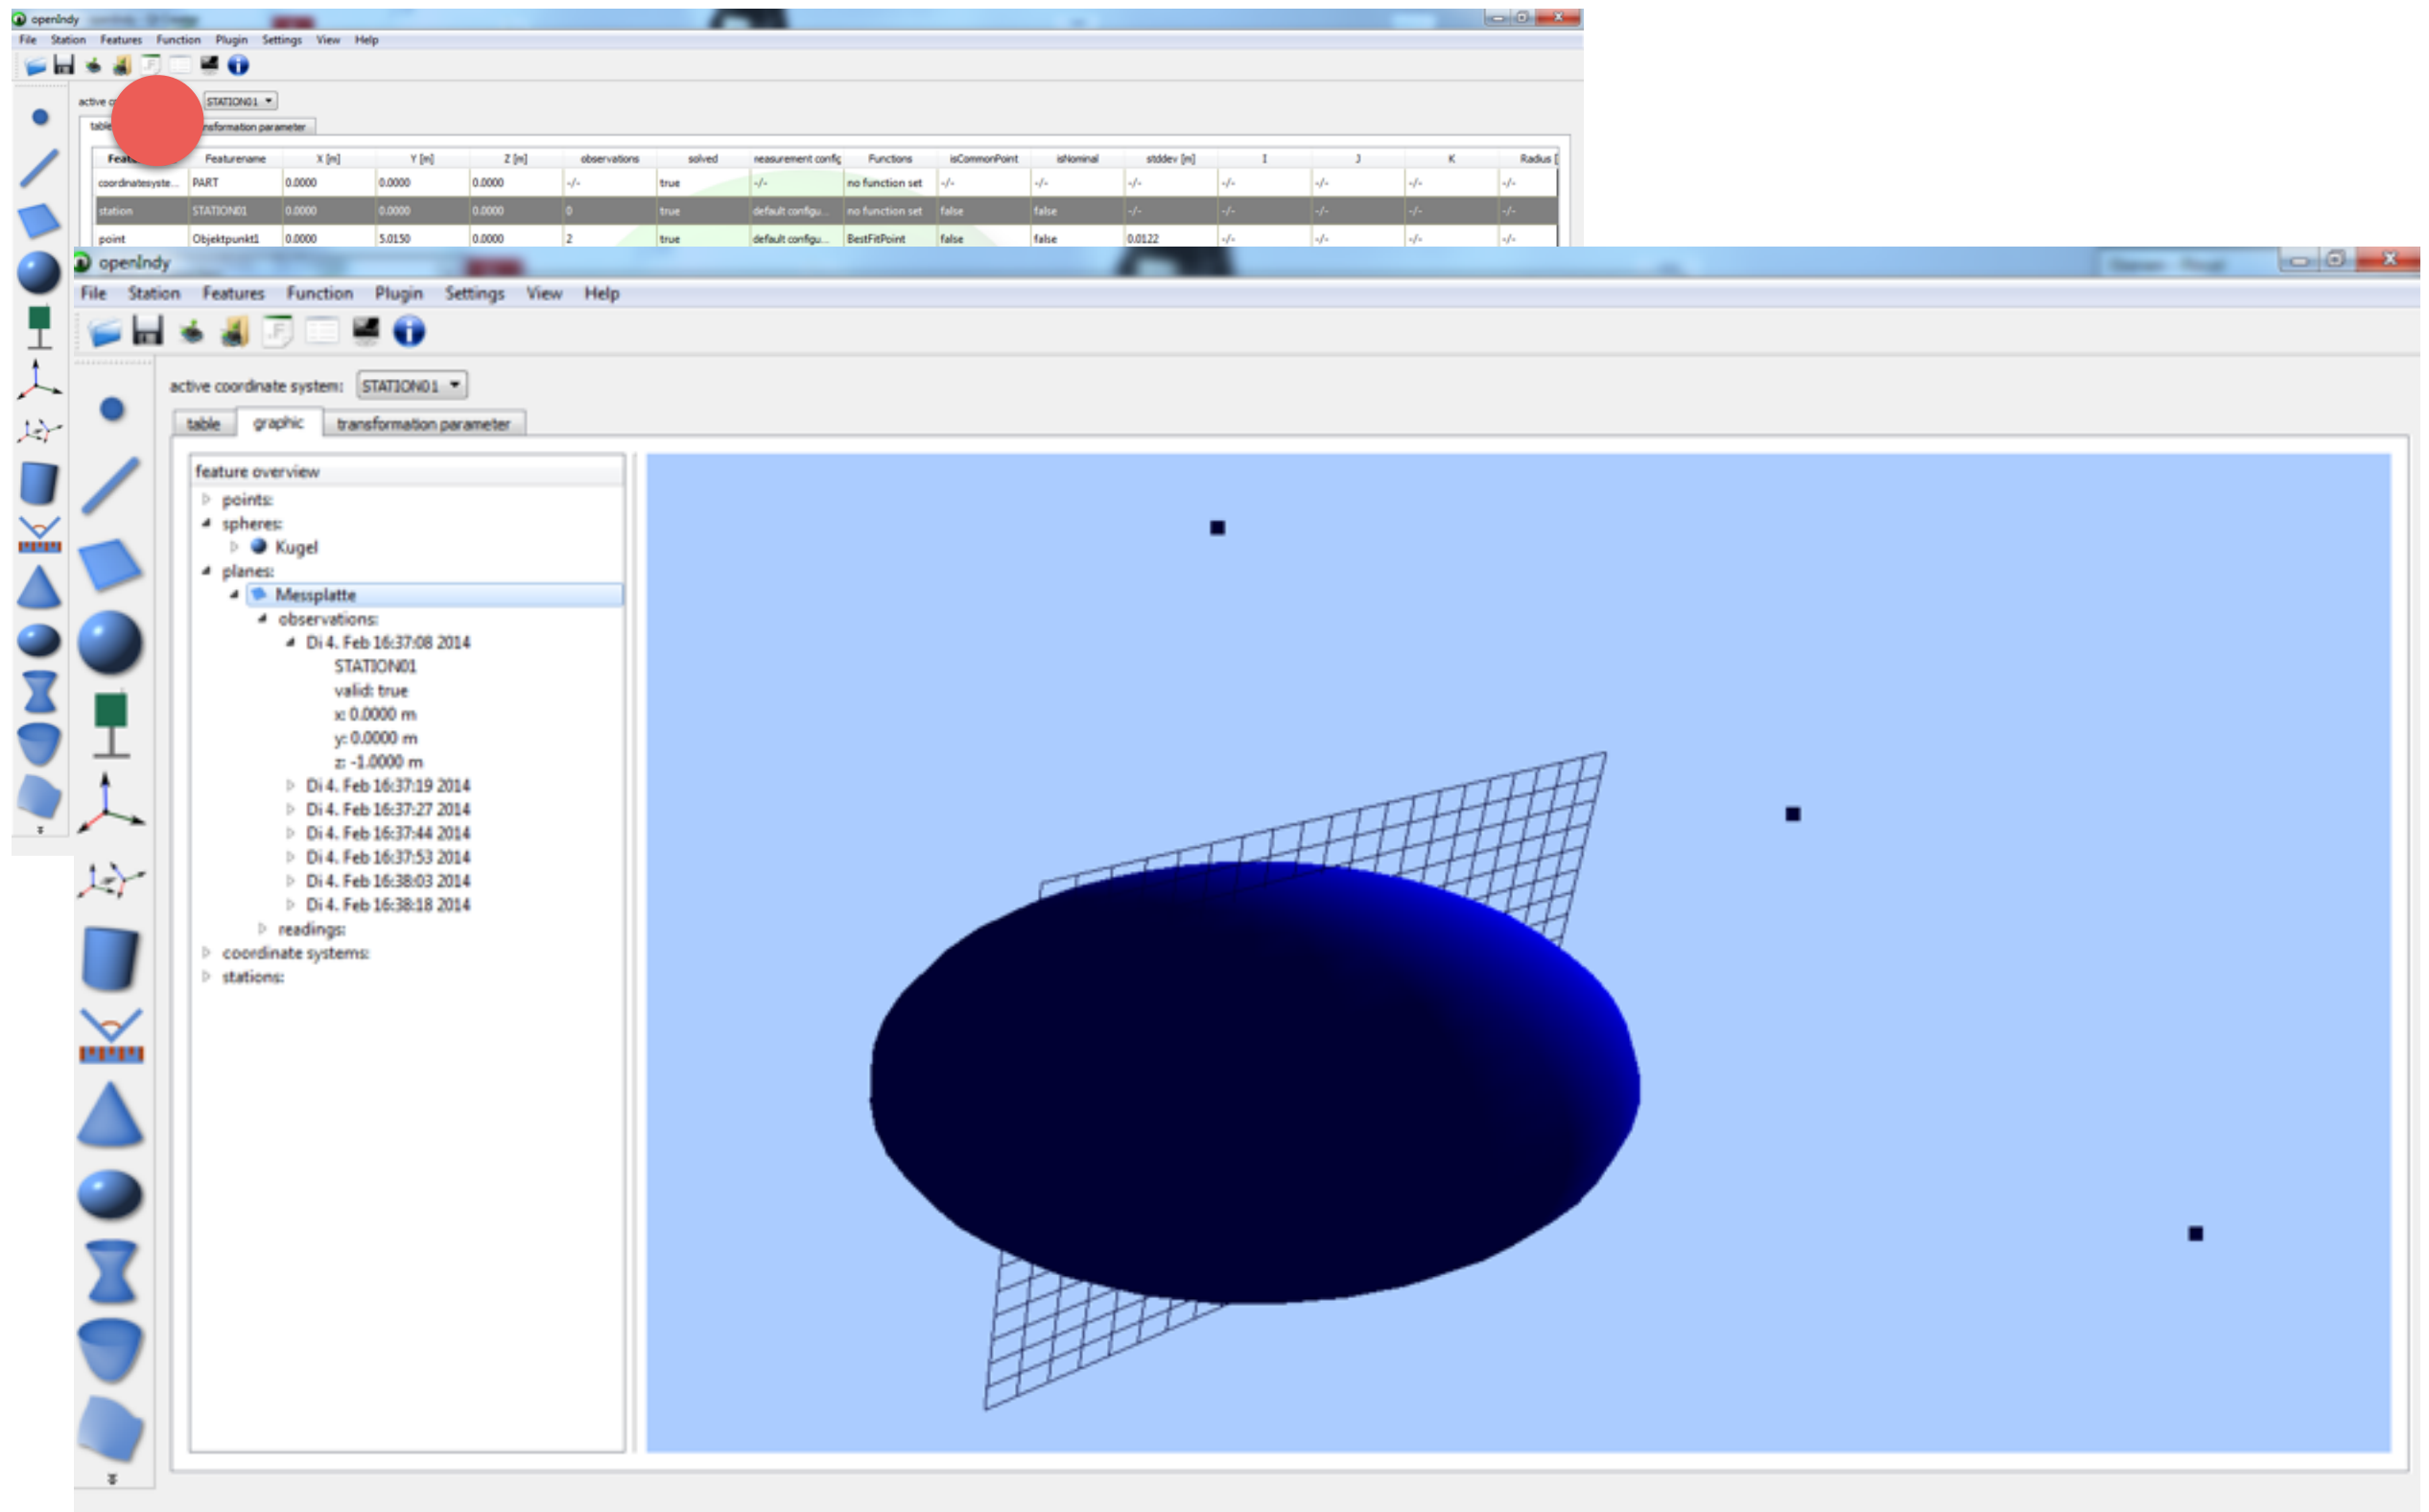 openIndy
File Station Features Function Plugin Settings View Help
active STATION01
table transformation parameter
Featurename X [m] Y [m] Z [m] observations solved neasurement config Functions isCommonPoint isNominal stddev [m] I J K Radius [
coordinatesyste... PART 0.0000 0.0000 0.0000 -/- true -/- no function set -/- -/- -/- -/- -/- -/- -/-
station STATION01 0.0000 0.0000 0.0000 0 true default configu... no function set false false -/- -/- -/- -/- -/-
point Objektpunkt1 0.0000 5.0150 0.0000 2 true default configu... BestFitPoint false false 0.0122 -/- -/- -/- -/-
openIndy
File Station Features Function Plugin Settings View Help
active coordinate system: STATION01
table graphic transformation parameter
feature overview
points:
spheres:
Kugel
planes:
Messplatte
observations:
Di 4. Feb 16:37:08 2014
STATION01
valid: true
x: 0.0000 m
y: 0.0000 m
z: -1.0000 m
Di 4. Feb 16:37:19 2014
Di 4. Feb 16:37:27 2014
Di 4. Feb 16:37:44 2014
Di 4. Feb 16:37:53 2014
Di 4. Feb 16:38:03 2014
Di 4. Feb 16:38:18 2014
readings:
coordinate systems:
stations: